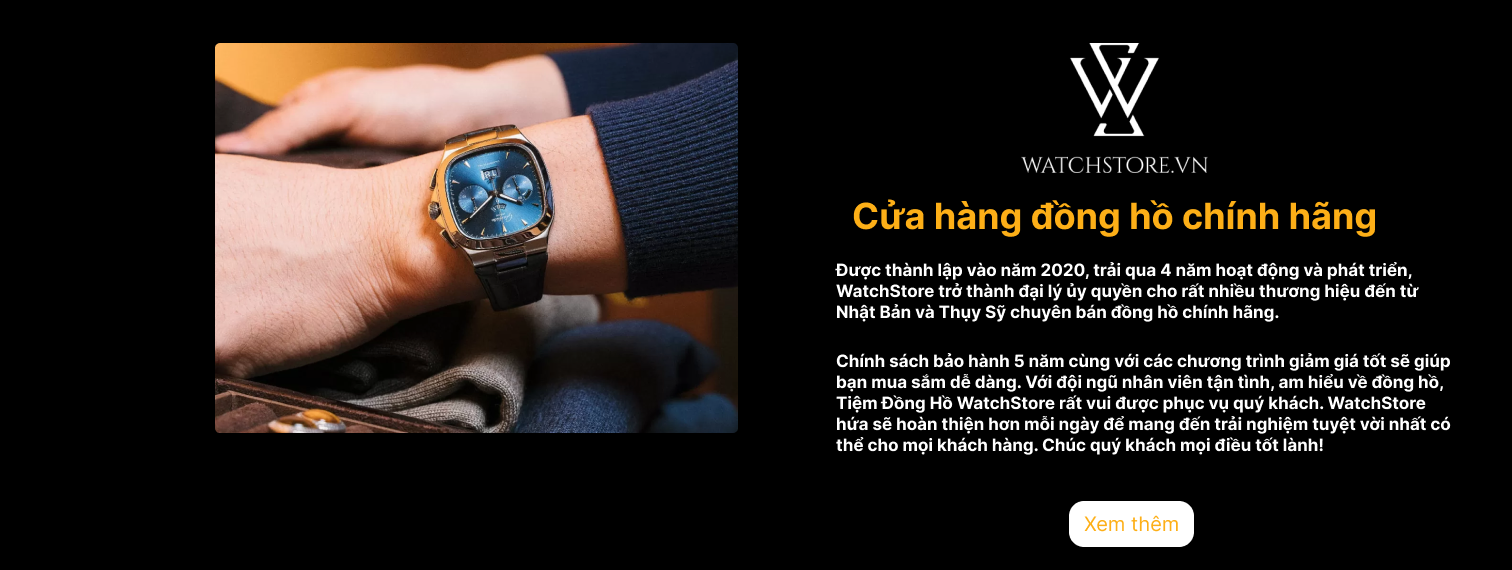 WATCHSTORE.VN
Cửa hàng đồng hồ chính hãng
Được thành lập vào năm 2020, trải qua 4 năm hoạt động và phát triển,
WatchStore trở thành đại lý ủy quyền cho rất nhiều thương hiệu đến từ
Nhật Bản và Thụy Sỹ chuyên bán đồng hồ chính hãng.
Chính sách bảo hành 5 năm cùng với các chương trình giảm giá tốt sẽ giúp
bạn mua sắm dễ dàng. Với đội ngũ nhân viên tận tình, am hiểu về đồng hồ,
Tiệm Đồng Hồ WatchStore rất vui được phục vụ quý khách. WatchStore
hứa sẽ hoàn thiện hơn mỗi ngày để mang đến trải nghiệm tuyệt vời nhất có
thể cho mọi khách hàng. Chúc quý khách mọi điều tốt lành!
Xem thêm